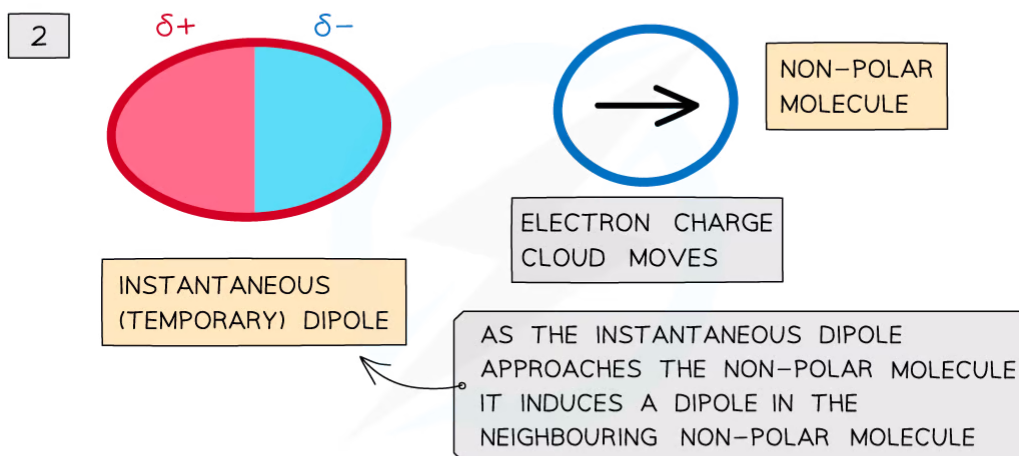 2
δ+ δ−
NON−POLAR
MOLECULE
ELECTRON CHARGE
CLOUD MOVES
INSTANTANEOUS
(TEMPORARY) DIPOLE
AS THE INSTANTANEOUS DIPOLE
APPROACHES THE NON−POLAR MOLECULE
IT INDUCES A DIPOLE IN THE
NEIGHBOURING NON−POLAR MOLECULE